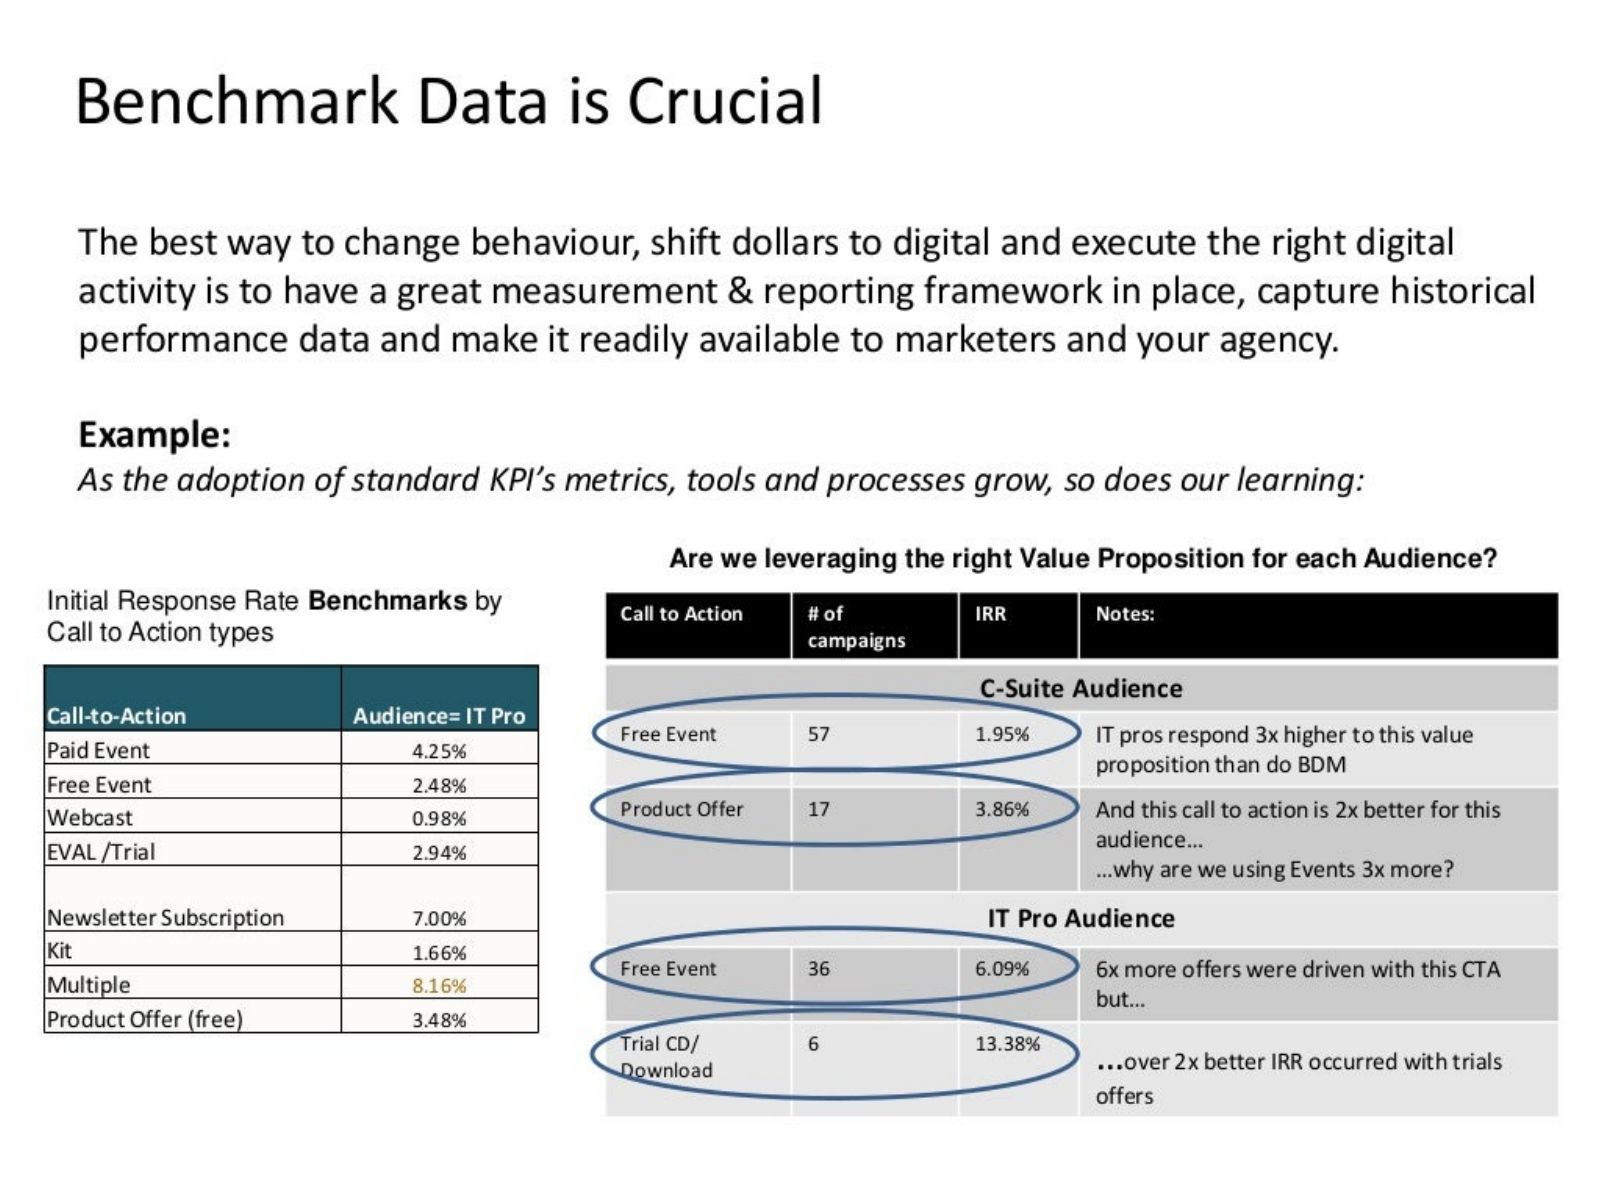 Benchmark Data is Crucial
The best way to change behaviour, shift dollars to digital and execute the right digital
activity is to have a great measurement & reporting framework in place, capture historical
performance data and make it readily available to marketers and your agency.
Example:
As the adoption of standard KPI's metrics, tools and processes grow, so does our learning:
Initial Response Rate Benchmarks by
Call to Action types
Call-to-Action Audience= IT Pro
Paid Event 4.25%
Free Event 2.48%
Webcast 0.98%
EVAL /Trial 2.94%
Newsletter Subscription 7.00%
Kit 1.66%
Multiple 8.16%
Product Offer (free) 3.48%
Are we leveraging the right Value Proposition for each Audience?
Call to Action # of IRR Notes:
campaigns
C-Suite Audience
Free Event 57 1.95% IT pros respond 3x higher to this value
proposition than do BDM
Product Offer 17 3.86% And this call to action is 2x better for this
audience...
...why are we using Events 3x more?
IT Pro Audience
Free Event 36 6.09% 6x more offers were driven with this CTA
but...
Trial CD/ 6 13.38%
Download
...over 2x better IRR occurred with trials
offers